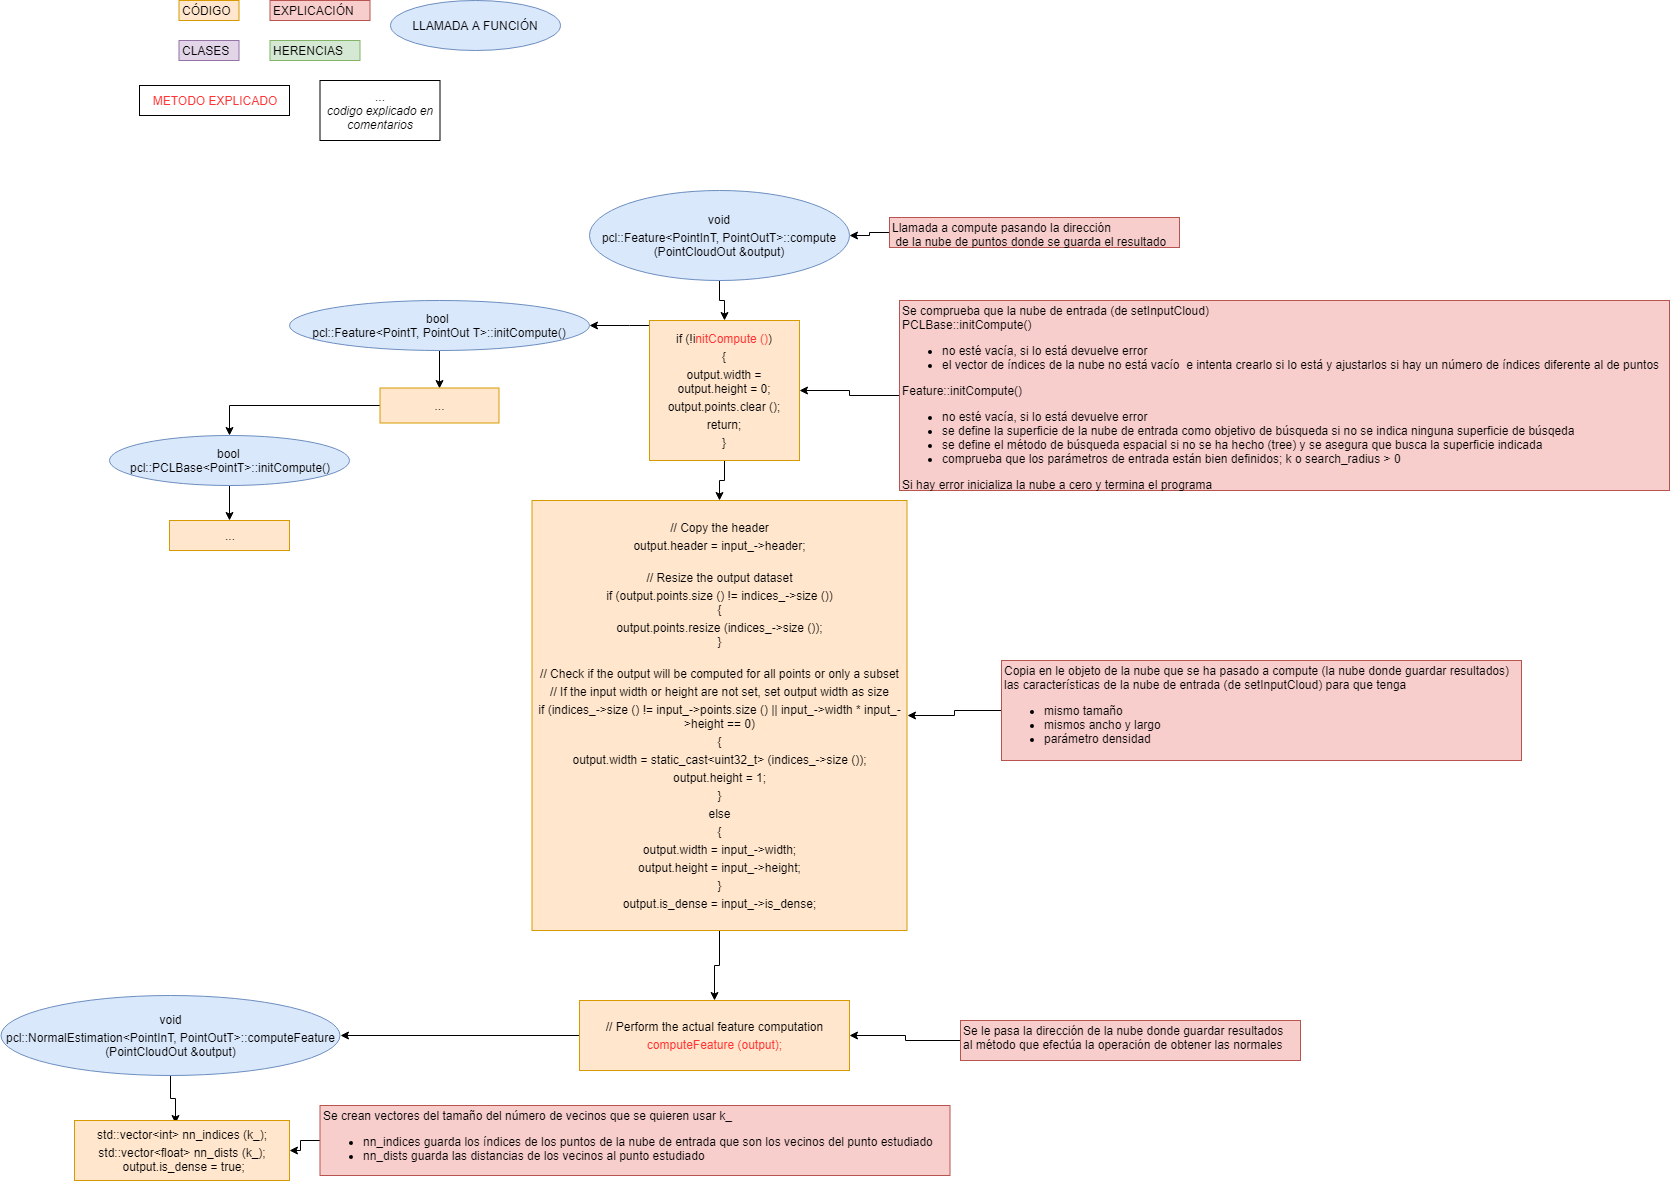 CÓDIGO
EXPLICACIÓN
LLAMADA A FUNCIÓN
CLASES
HERENCIAS
METODO EXPLICADO
...
codigo explicado en
comentarios
void
pcl::Feature<PointInT, PointOutT>::compute
(PointCloudOut &output)
Llamada a compute pasando la dirección
de la nube de puntos donde se guarda el resultado
bool
pcl::Feature<PointT, PointOut T>::initCompute()
if (!initCompute ())
{
output.width =
output.height = 0;
output.points.clear ();
return;
}
Se comprueba que la nube de entrada (de setInputCloud)
PCLBase::initCompute()
• no esté vacía, si lo está devuelve error
• el vector de índices de la nube no está vacío  e intenta crearlo si lo está y ajustarlos si hay un número de índices diferente al de puntos
Feature::initCompute()
• no esté vacía, si lo está devuelve error
• se define la superficie de la nube de entrada como objetivo de búsqueda si no se indica ninguna superficie de búsqeda
• se define el método de búsqueda espacial si no se ha hecho (tree) y se asegura que busca la superficie indicada
• comprueba que los parámetros de entrada están bien definidos; k o search_radius > 0
Si hay error inicializa la nube a cero y termina el programa
...
bool
pcl::PCLBase<PointT>::initCompute()
...
// Copy the header
output.header = input_->header;
// Resize the output dataset
if (output.points.size () != indices_->size ())
{
output.points.resize (indices_->size ());
}
// Check if the output will be computed for all points or only a subset
// If the input width or height are not set, set output width as size
if (indices_->size () != input_->points.size () || input_->width * input_-
>height == 0)
{
output.width = static_cast<uint32_t> (indices_->size ());
output.height = 1;
}
else
{
output.width = input_->width;
output.height = input_->height;
}
output.is_dense = input_->is_dense;
Copia en le objeto de la nube que se ha pasado a compute (la nube donde guardar resultados)
las características de la nube de entrada (de setInputCloud) para que tenga
• mismo tamaño
• mismos ancho y largo
• parámetro densidad
void
pcl::NormalEstimation<PointInT, PointOutT>::computeFeature
(PointCloudOut &output)
// Perform the actual feature computation
computeFeature (output);
Se le pasa la dirección de la nube donde guardar resultados
al método que efectúa la operación de obtener las normales
std::vector<int> nn_indices (k_);
std::vector<float> nn_dists (k_);
output.is_dense = true;
Se crean vectores del tamaño del número de vecinos que se quieren usar k_
• nn_indices guarda los índices de los puntos de la nube de entrada que son los vecinos del punto estudiado
• nn_dists guarda las distancias de los vecinos al punto estudiado